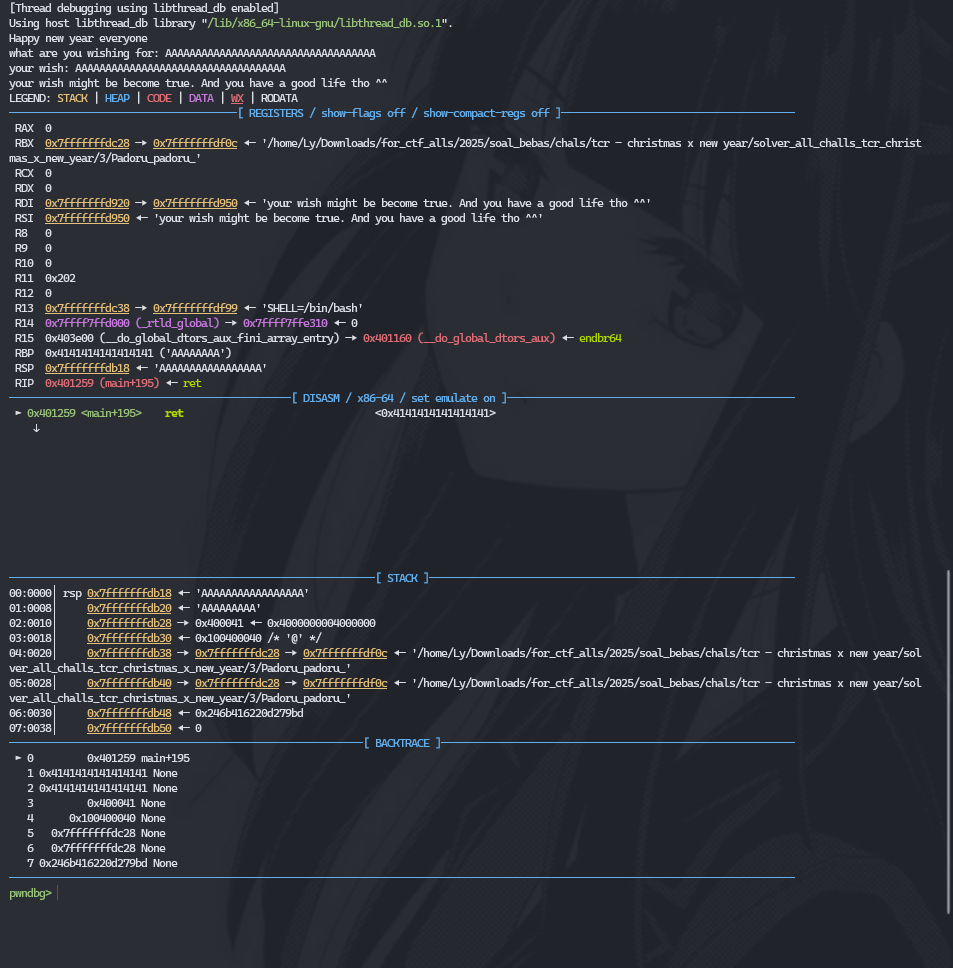 [Thread debugging using libthread_db enabled]
Using host libthread_db library "/lib/x86_64-linux-gnu/libthread_db.so.1".
Happy new year everyone
what are you wishing for: AAAAAAAAAAAAAAAAAAAAAAAAAAAAAAAAAAA
your wish: AAAAAAAAAAAAAAAAAAAAAAAAAAAAAAAAAAA
your wish might be become true. And you have a good life tho ^^
LEGEND: STACK | HEAP | CODE | DATA | WX | RODATA
[ REGISTERS / show-flags off / show-compact-regs off ]
RAX 0
RBX 0x7fffffffdc28 → 0x7fffffffdf0c ← '/home/Ly/Downloads/for_ctf_alls/2025/soal_bebas/chals/tcr - christmas x new year/solver_all_challs_tcr_christ
mas_x_new_year/3/Padoru_padoru_'
RCX 0
RDX 0
RDI 0x7fffffffd920 → 0x7fffffffd950 ← 'your wish might be become true. And you have a good life tho ^^'
RSI 0x7fffffffd950 ← 'your wish might be become true. And you have a good life tho ^^'
R8 0
R9 0
R10 0
R11 0x202
R12 0
R13 0x7fffffffdc38 → 0x7fffffffdf99 ← 'SHELL=/bin/bash'
R14 0x7ffff7ffd000 (_rtld_global) → 0x7ffff7ffe310 ← 0
R15 0x403e00 (__do_global_dtors_aux_fini_array_entry) → 0x401160 (__do_global_dtors_aux) ← endbr64
RBP 0x4141414141414141 ('AAAAAAAA')
RSP 0x7fffffffdb18 ← 'AAAAAAAAAAAAAAAAA'
RIP 0x401259 (main+195) ← ret
[ DISASM / x86-64 / set emulate on ]
► 0x401259 <main+195> ret <0x4141414141414141>
↓
[ STACK ]
00:0000│ rsp 0x7fffffffdb18 ← 'AAAAAAAAAAAAAAAAA'
01:0008│ 0x7fffffffdb20 ← 'AAAAAAAAA'
02:0010│ 0x7fffffffdb28 → 0x400041 ← 0x4000000004000000
03:0018│ 0x7fffffffdb30 ← 0x100400040 /* '@' */
04:0020│ 0x7fffffffdb38 → 0x7fffffffdc28 → 0x7fffffffdf0c ← '/home/Ly/Downloads/for_ctf_alls/2025/soal_bebas/chals/tcr - christmas x new year/sol
ver_all_challs_tcr_christmas_x_new_year/3/Padoru_padoru_'
05:0028│ 0x7fffffffdb40 → 0x7fffffffdc28 → 0x7fffffffdf0c ← '/home/Ly/Downloads/for_ctf_alls/2025/soal_bebas/chals/tcr - christmas x new year/sol
ver_all_challs_tcr_christmas_x_new_year/3/Padoru_padoru_'
06:0030│ 0x7fffffffdb48 ← 0x246b416220d279bd
07:0038│ 0x7fffffffdb50 ← 0
[ BACKTRACE ]
► 0 0x401259 main+195
1 0x4141414141414141 None
2 0x4141414141414141 None
3 0x400041 None
4 0x100400040 None
5 0x7fffffffdc28 None
6 0x7fffffffdc28 None
7 0x246b416220d279bd None
pwndbg>